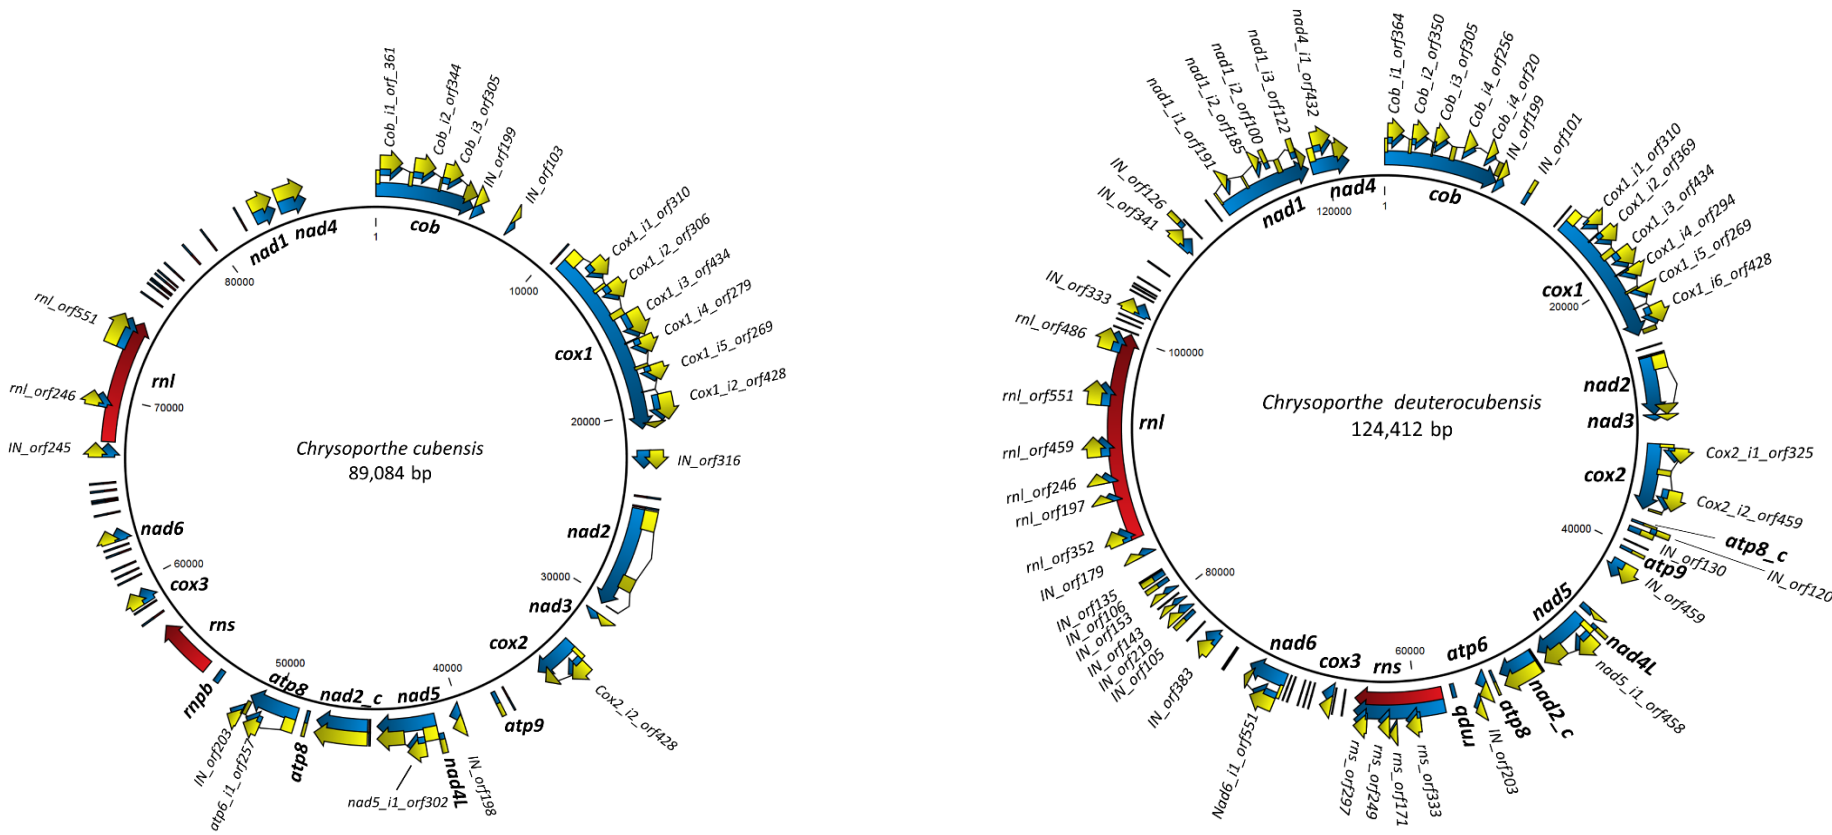 Cob_i1_orf_361
Cob_i2_orf344
Cob_i3_orf305
IN_orf199
IN_orf103
cob
1
10000
Cox1_i1_orf310
Cox1_i2_orf306
Cox1_i3_orf434
Cox1_i4_orf279
Cox1_i5_orf269
Cox1_i2_orf428
cox1
20000
IN_orf316
nad2
30000
nad3
cox2
Cox2_i2_orf428
40000
atp9
IN_orf198
nad4L
nad5
nad5_i1_orf302
nad2_c
50000
atp8
atp8
atp6_i1_orf257
IN_orf203
rnpb
rns
cox3
60000
nad6
IN_orf245
rnl_orf246
70000
rnl
rnl_orf551
80000
nad1
nad4
Chrysoporthe cubensis
89,084 bp
Cob_i1_orf364
Cob_i2_orf350
Cob_i3_orf305
Cob_i4_orf256
Cob_i4_orf20
IN_orf199
IN_orf101
cob
1
Cox1_i1_orf310
Cox1_i2_orf369
Cox1_i3_orf434
Cox1_i4_orf294
Cox1_i5_orf269
Cox1_i6_orf428
cox1
20000
nad2
nad3
cox2
Cox2_i1_orf325
Cox2_i2_orf459
40000
atp8_c
IN_orf130
IN_orf120
atp9
IN_orf459
nad5
nad4L
nad5_i1_orf458
nad2_c
atp6
atp8
IN_orf203
rnpb
60000
rns
rns_orf333
rns_orf171
rns_orf249
rns_orf297
cox3
nad6
Nad6_i1_orf551
IN_orf383
IN_orf105
IN_orf219
IN_orf143
IN_orf153
IN_orf106
IN_orf135
IN_orf179
80000
rnl_orf352
rnl_orf197
rnl_orf246
rnl_orf459
rnl_orf551
rnl_orf486
rnl
100000
IN_orf333
IN_orf341
IN_orf126
nad1_i1_orf191
nad1_i2_orf185
nad1_i2_orf100
nad1_i3_orf122
nad4_i1_orf432
nad1
nad4
120000
Chrysoporthe deuterocubensis
124,412 bp